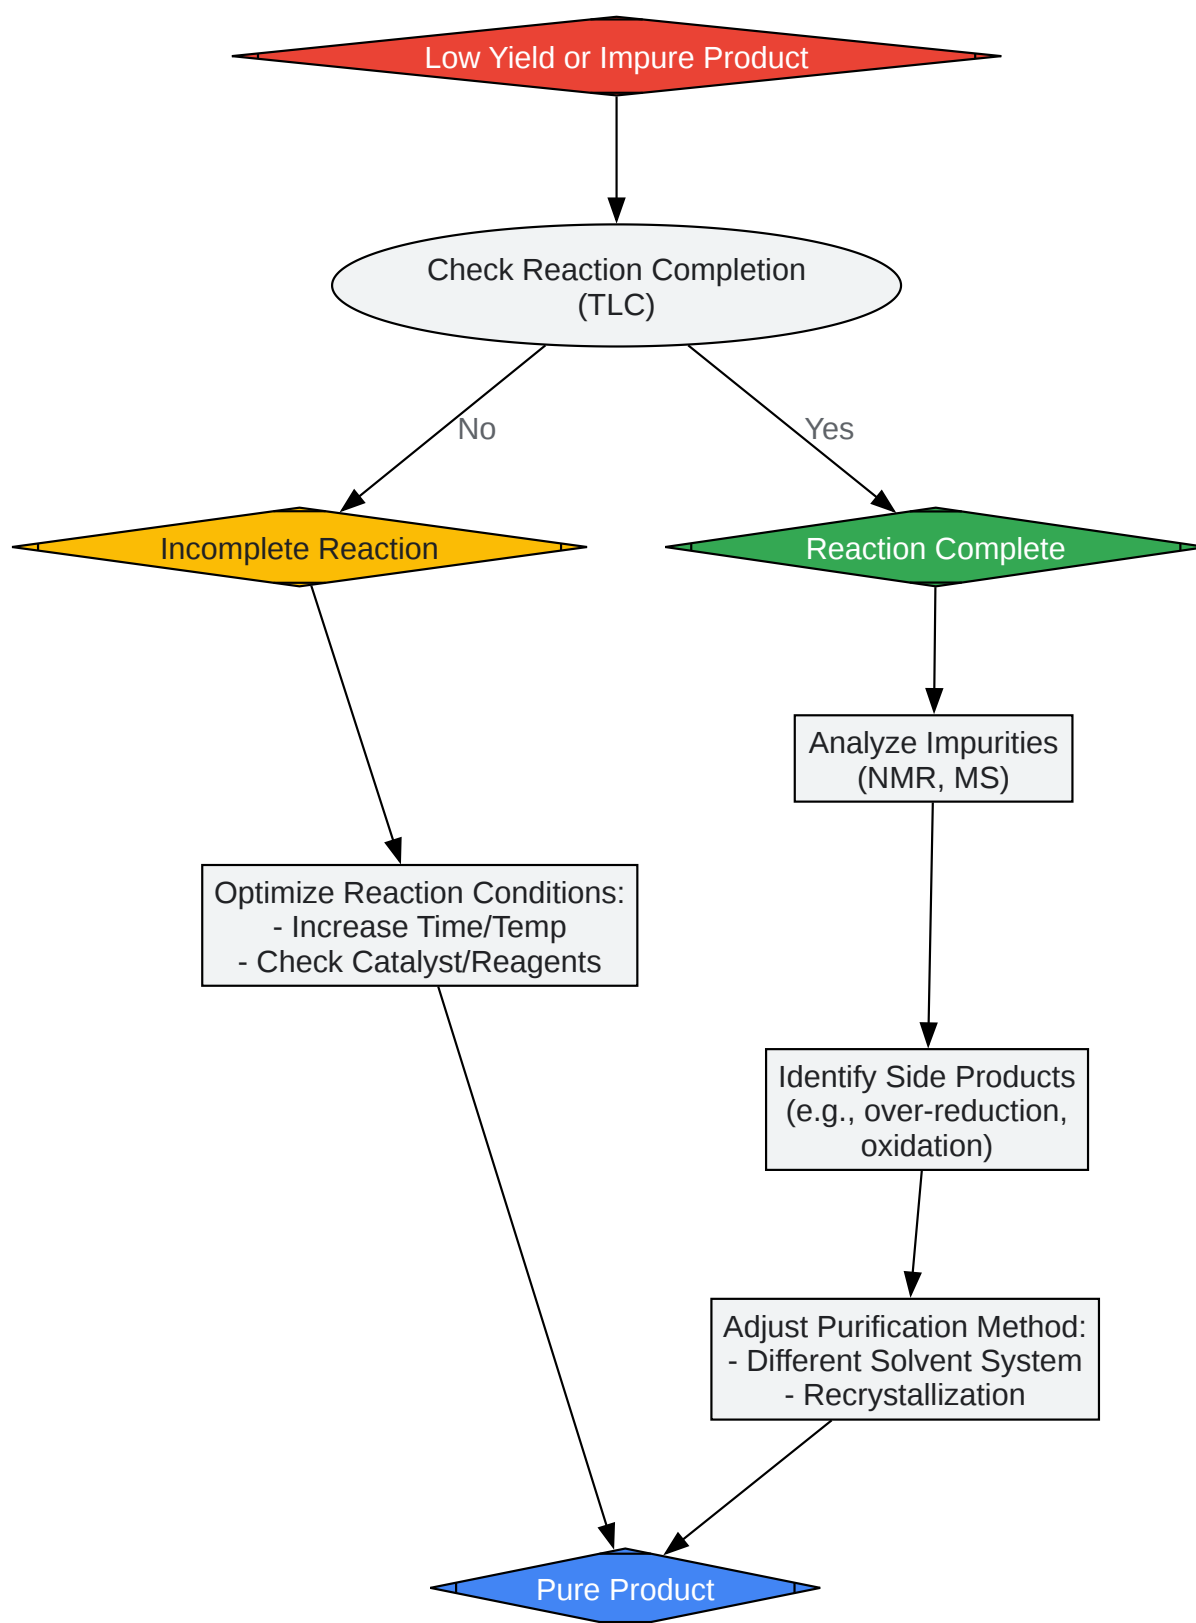 Low Yield or Impure Product
Check Reaction Completion
(TLC)
No
Yes
Incomplete Reaction
Reaction Complete
Analyze Impurities
(NMR, MS)
Optimize Reaction Conditions:
- Increase Time/Temp
- Check Catalyst/Reagents
Identify Side Products
(e.g., over-reduction,
oxidation)
Adjust Purification Method:
- Different Solvent System
- Recrystallization
Pure Product